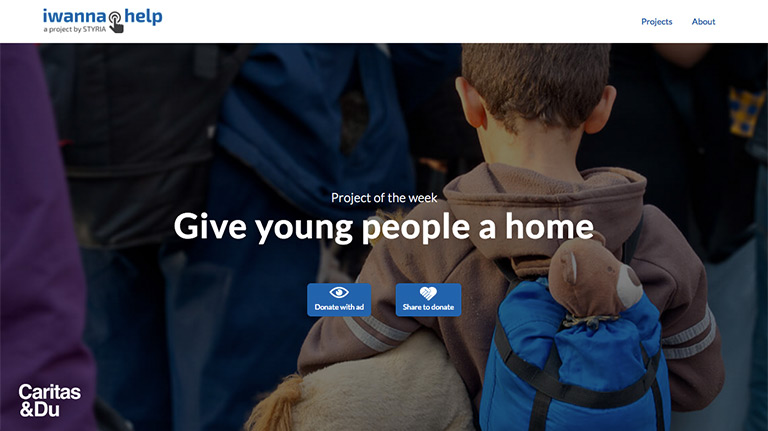 iwanna help
a project by STYRIA
Projects
About
Project of the week
Give young people a home
Donate with ad
Share to donate
Caritas
&Du